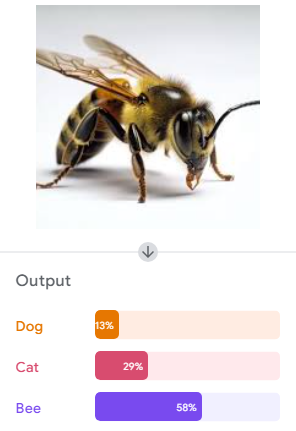 Output
Dog 13%
Cat 29%
Bee 58%